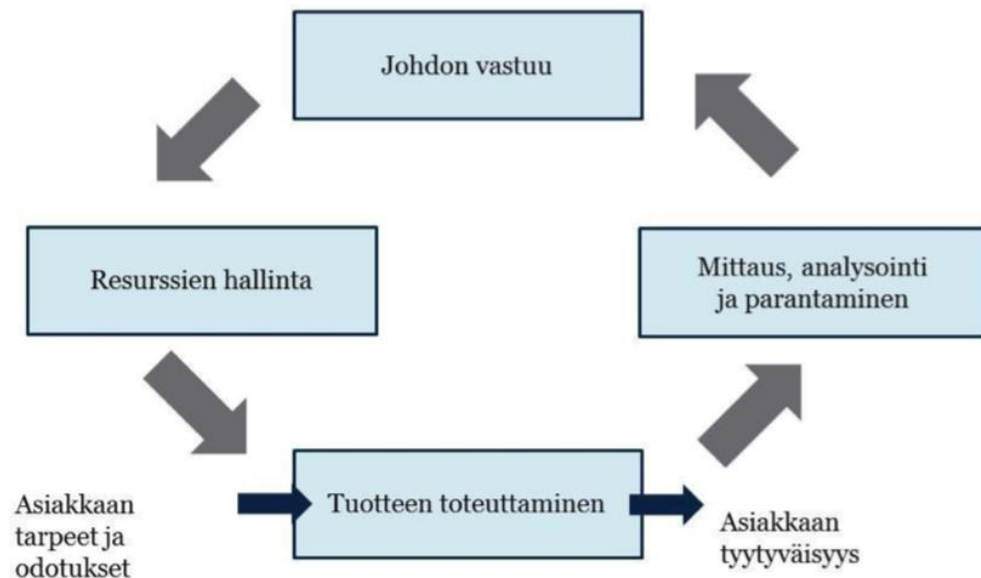 Johdon vastuu
Resurssien hallinta
Mittaus, analysointi
ja parantaminen
Tuotteen toteuttaminen
Asiakkaan
tarpeet ja
odotukset
Asiakkaan
tyytyväisyys